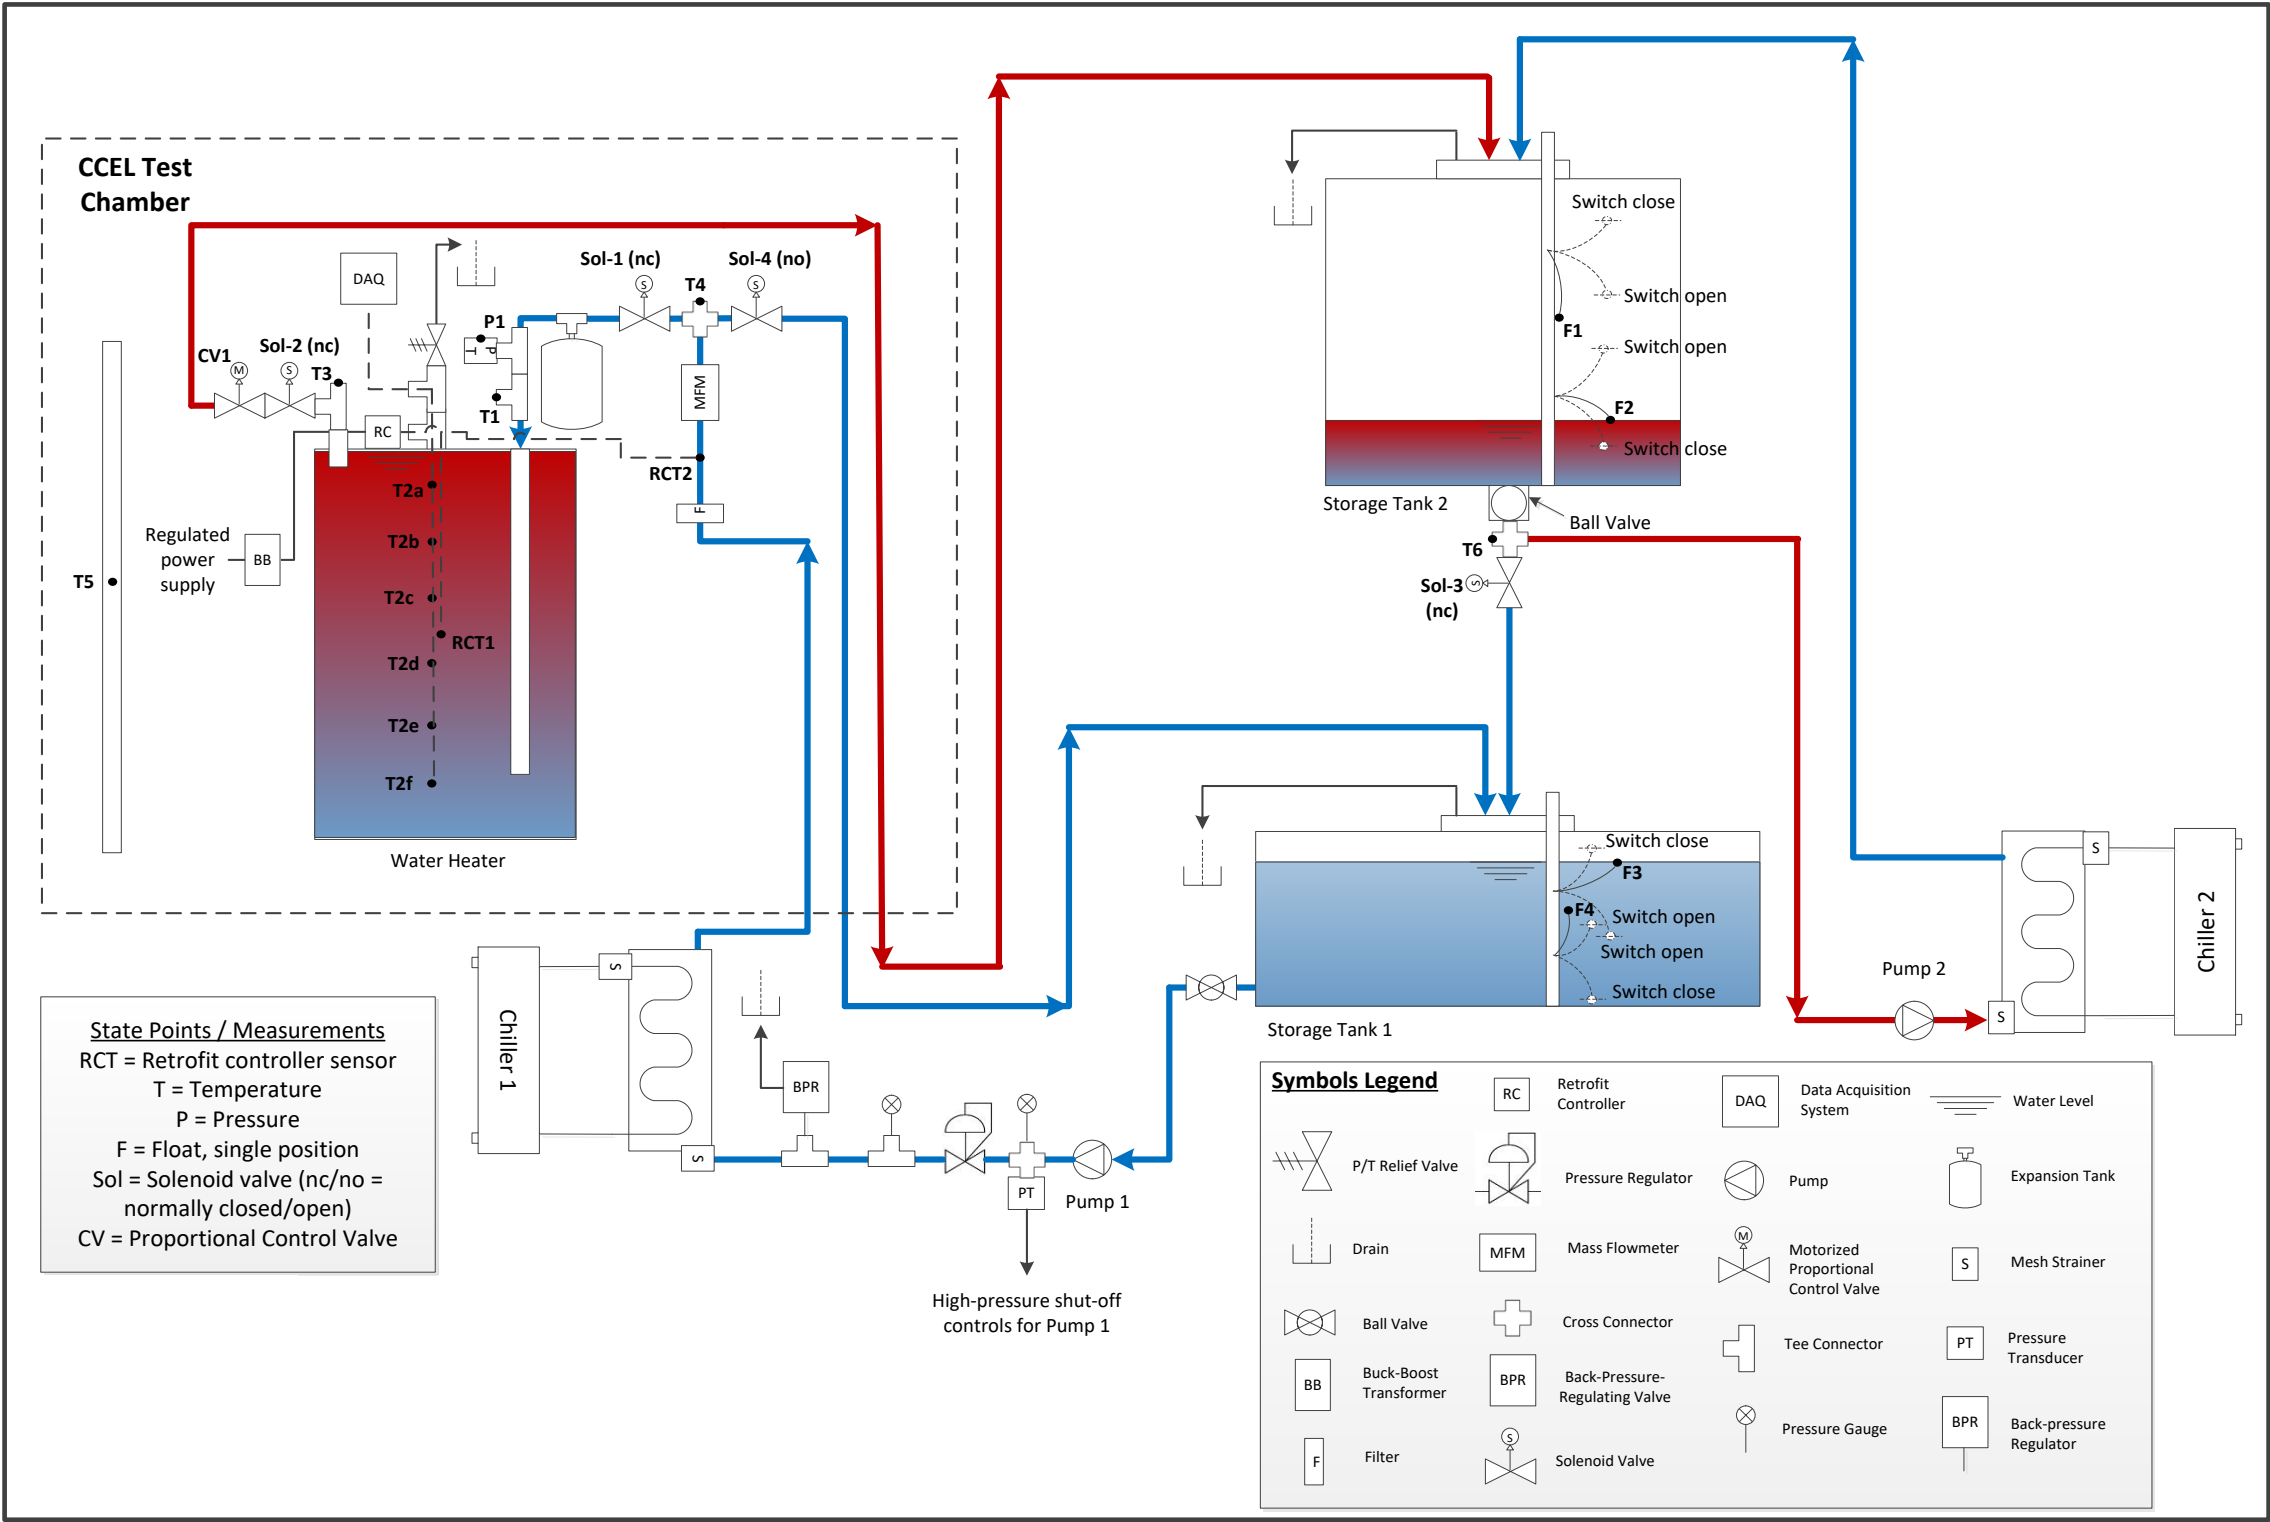 CCEL Test
Chamber
DAQ
Sol-1 (nc)
Sol-4 (no)
S
S
T4
P1
P
T
CV1
Sol-2 (nc)
M
S
T3
T1
MFM
RC
RCT2
F
T2a
T2b
T2c
RCT1
T2d
T2e
T2f
Regulated
power
supply
BB
T5
Water Heater
Switch close
Switch open
F1
Switch open
F2
Switch close
Storage Tank 2
Ball Valve
T6
Sol-3
(nc)
S
Switch close
F3
F4
Switch open
Switch open
Switch close
Storage Tank 1
Pump 2
S
S
Chiller 2
Chiller 1
S
S
BPR
PT
Pump 1
High-pressure shut-off
controls for Pump 1
State Points / Measurements
RCT = Retrofit controller sensor
T = Temperature
P = Pressure
F = Float, single position
Sol = Solenoid valve (nc/no =
normally closed/open)
CV = Proportional Control Valve
Symbols Legend
RC
Retrofit
Controller
DAQ
Data Acquisition
System
Water Level
P/T Relief Valve
Pressure Regulator
Pump
Expansion Tank
Drain
MFM
Mass Flowmeter
M
Motorized
Proportional
Control Valve
S
Mesh Strainer
Ball Valve
Cross Connector
Tee Connector
PT
Pressure
Transducer
BB
Buck-Boost
Transformer
BPR
Back-Pressure-
Regulating Valve
Pressure Gauge
BPR
Back-pressure
Regulator
F
Filter
S
Solenoid Valve